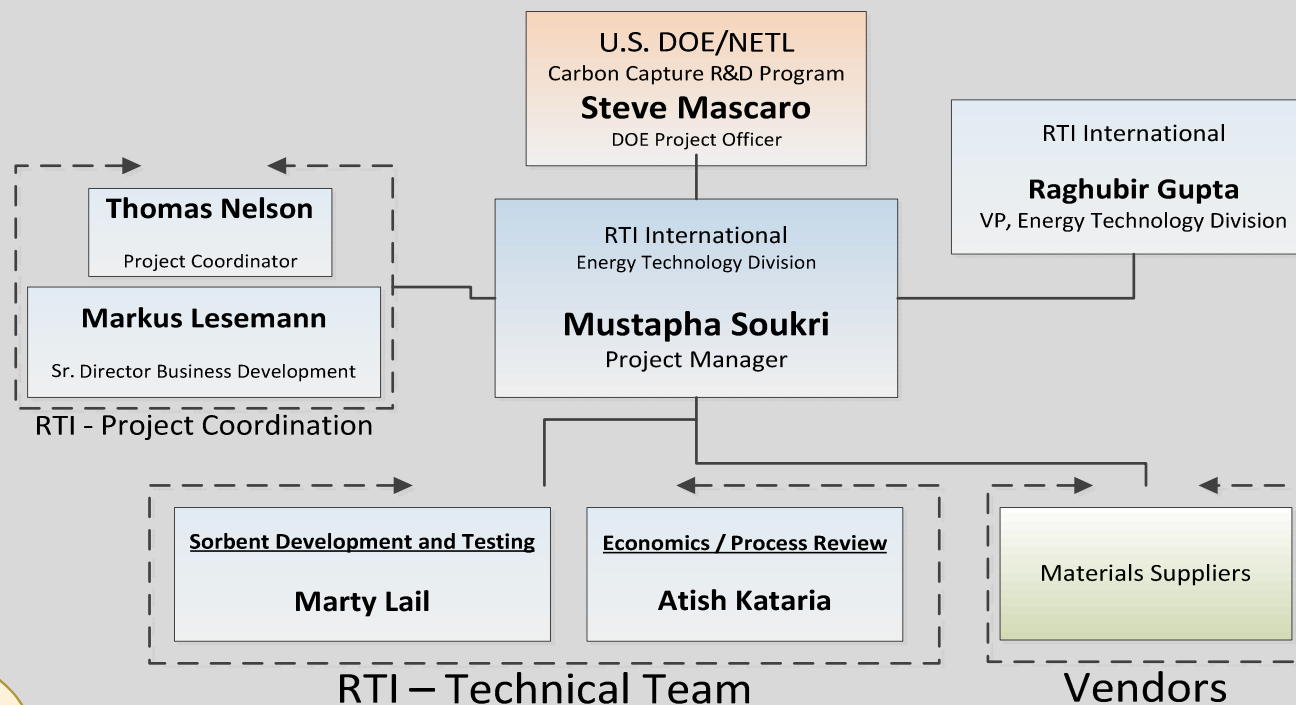 U.S. DOE/NETL
Carbon Capture R&D Program
Steve Mascaro
DOE Project Officer
RTI International
Raghubir Gupta
VP, Energy Technology Division
Thomas Nelson
Project Coordinator
Markus Lesemann
Sr. Director Business Development
RTI - Project Coordination
RTI International
Energy Technology Division
Mustapha Soukri
Project Manager
Sorbent Development and Testing
Marty Lail
Economics / Process Review
Atish Kataria
RTI – Technical Team
Materials Suppliers
Vendors